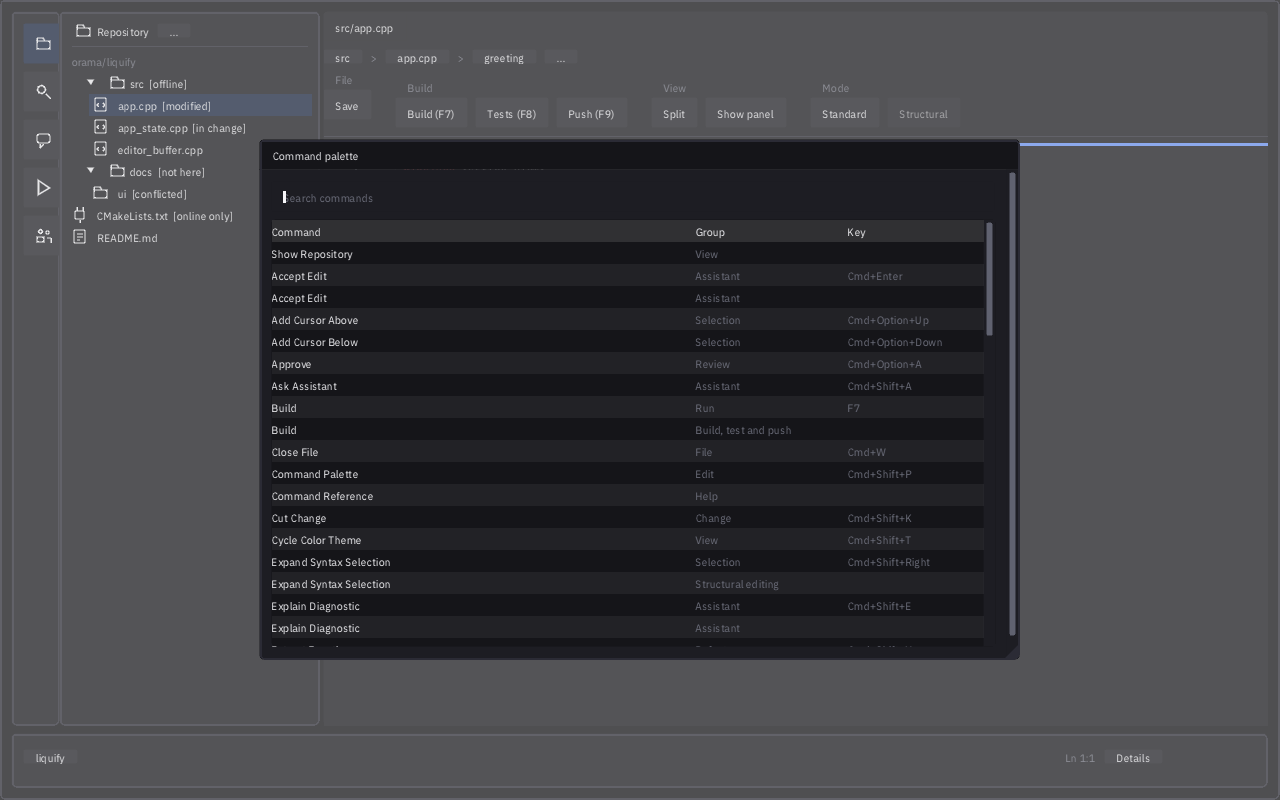 src/app.cpp
Repository ...
src > app.cpp > greeting ...
orama/liquify
src [offline]
app.cpp [modified]
app_state.cpp [in change]
editor_buffer.cpp
docs [not here]
ui [conflicted]
CMakeLists.txt [online only]
README.md
File
Save
Build
Build (F7) Tests (F8) Push (F9)
View
Split Show panel
Mode
Standard Structural
Command palette
Search commands
Command Group Key
Show Repository View
Accept Edit Assistant Cmd+Enter
Accept Edit Assistant
Add Cursor Above Selection Cmd+Option+Up
Add Cursor Below Selection Cmd+Option+Down
Approve Review Cmd+Option+A
Ask Assistant Assistant Cmd+Shift+A
Build Run F7
Build Build, test and push
Close File File Cmd+W
Command Palette Edit Cmd+Shift+P
Command Reference Help
Cut Change Change Cmd+Shift+K
Cycle Color Theme View Cmd+Shift+T
Expand Syntax Selection Selection Cmd+Shift+Right
Expand Syntax Selection Structural editing
Explain Diagnostic Assistant Cmd+Shift+E
Explain Diagnostic Assistant
liquify
Ln 1:1 Details